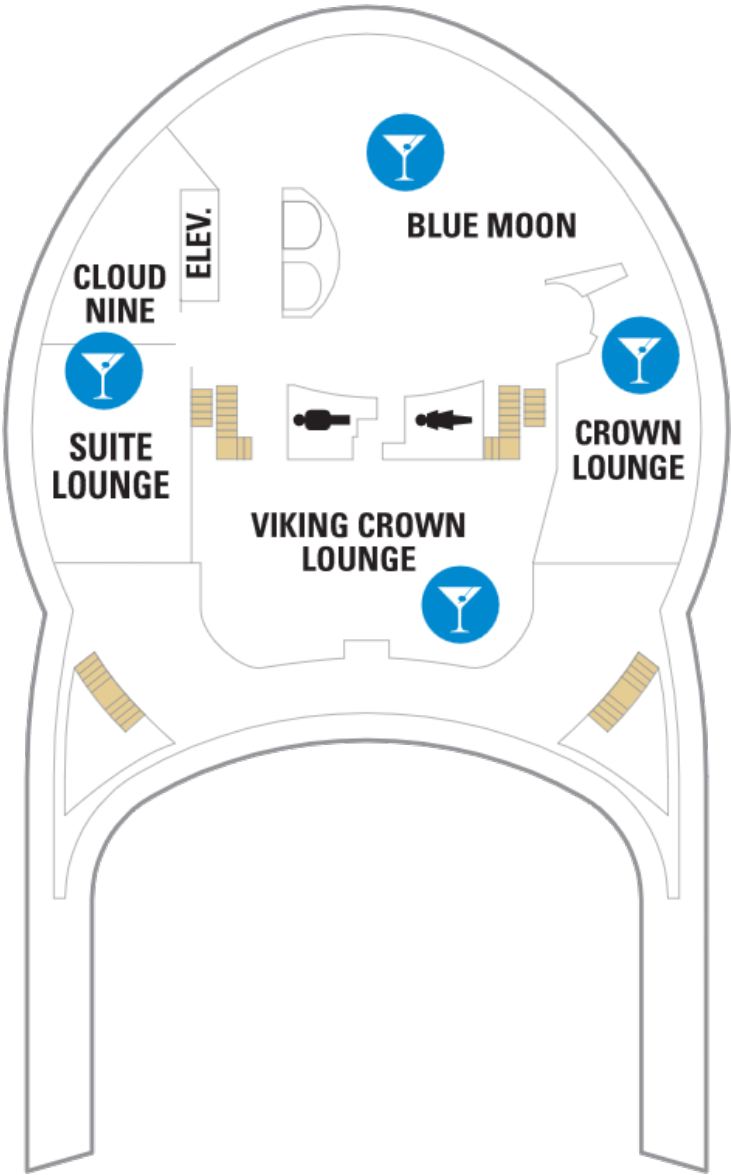 BLUE MOON
ELEV.
CLOUD
NINE
SUITE
LOUNGE
CROWN
LOUNGE
VIKING CROWN
LOUNGE